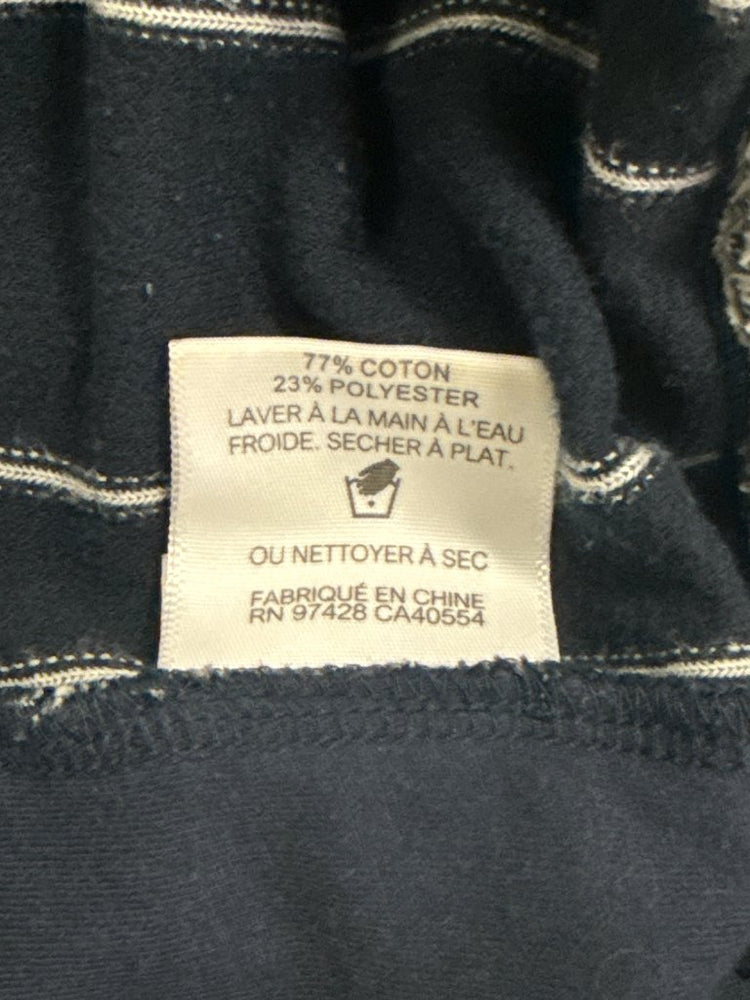 77% COTON
23% POLYESTER
LAVER À LA MAIN À L'EAU
FROIDE. SECHER À PLAT.
OU NETTOYER À SEC
FABRIQUÉ EN CHINE
RN 97428 CA40554